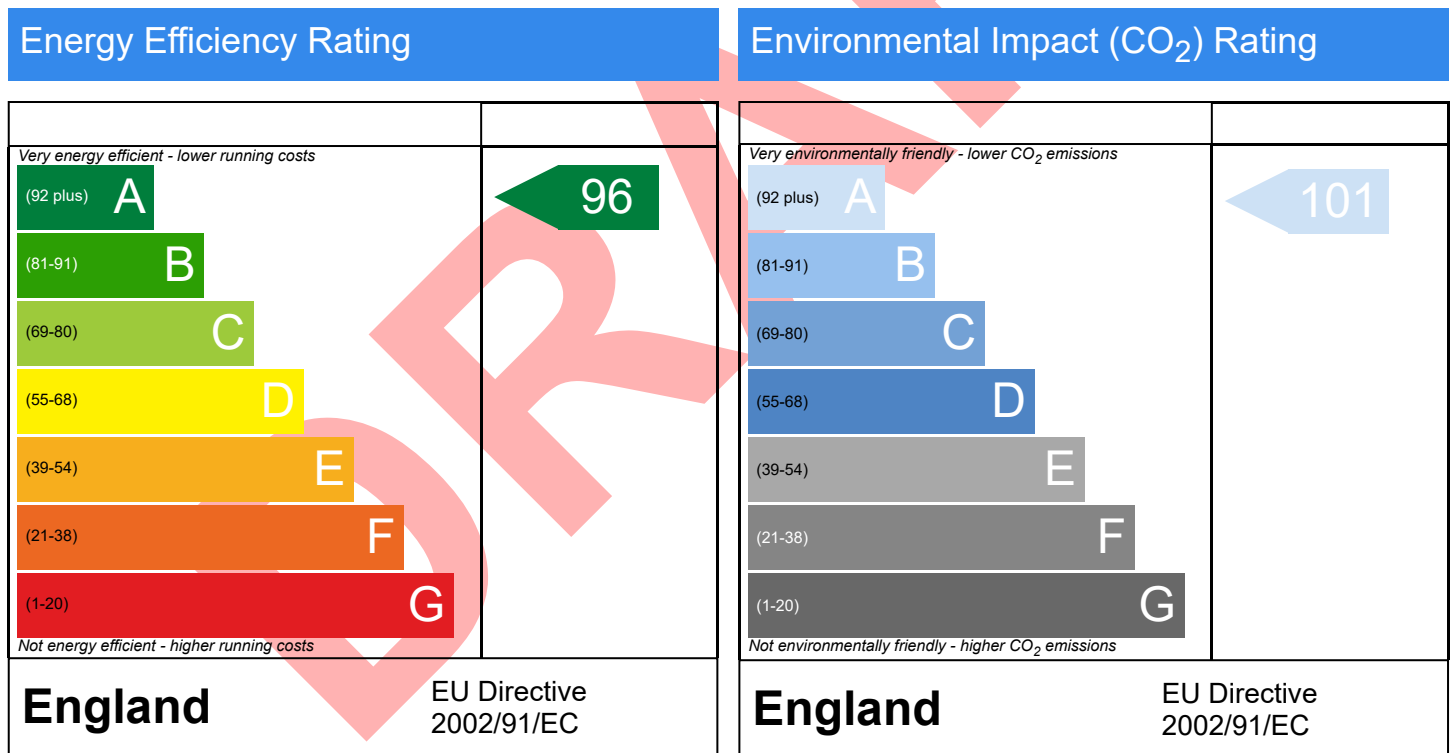 Energy Efficiency Rating
Very energy efficient - lower running costs
(92 plus) A
96
(81-91) B
(69-80) C
(55-68) D
(39-54) E
(21-38) F
(1-20) G
Not energy efficient - higher running costs
England
EU Directive
2002/91/EC
Environmental Impact (CO₂) Rating
Very environmentally friendly - lower CO₂ emissions
(92 plus) A
101
(81-91) B
(69-80) C
(55-68) D
(39-54) E
(21-38) F
(1-20) G
Not environmentally friendly - higher CO₂ emissions
England
EU Directive
2002/91/EC
DRA